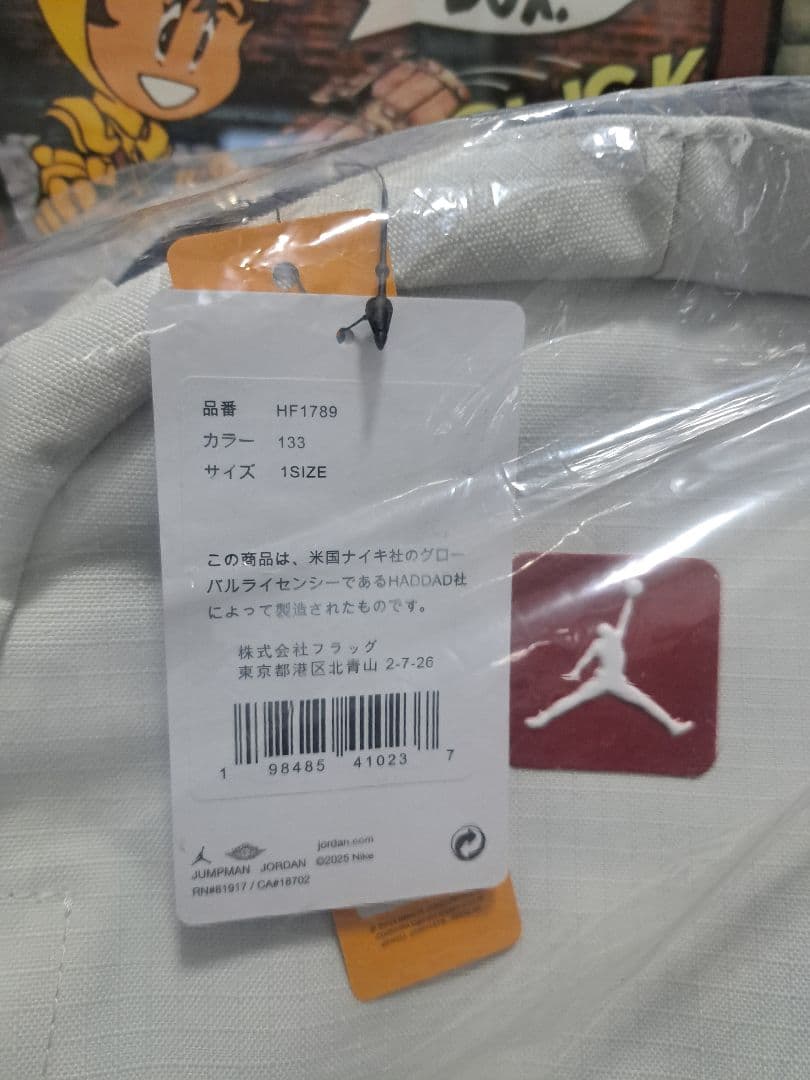 BOX.
CLICK
品番 HF1789
カラー 133
サイズ 1SIZE
この商品は、米国ナイキ社のグロー
バルライセンシーであるHADDAD社
によって製造されたものです。
株式会社フラッグ
東京都港区北青山 2-7-26
1 98485 41023 7
jordan.com
JUMPMAN JORDAN ©2025 Nike
RN#81917 / CA#18702